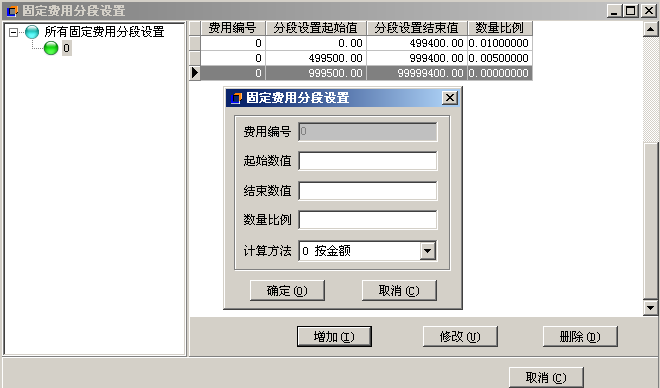 固定费用分段设置
所有固定费用分段设置
0
费用编号 分段设置起始值 分段设置结束值 数量比例
0 0.00 499400.00 0.01000000
0 499500.00 999400.00 0.00500000
0 999500.00 99999400.00 0.00000000
固定费用分段设置
费用编号 0
起始数值
结束数值
数量比例
计算方法 0 按金额
确定(O) 取消(C)
增加(I) 修改(U) 删除(D)
取消(C)